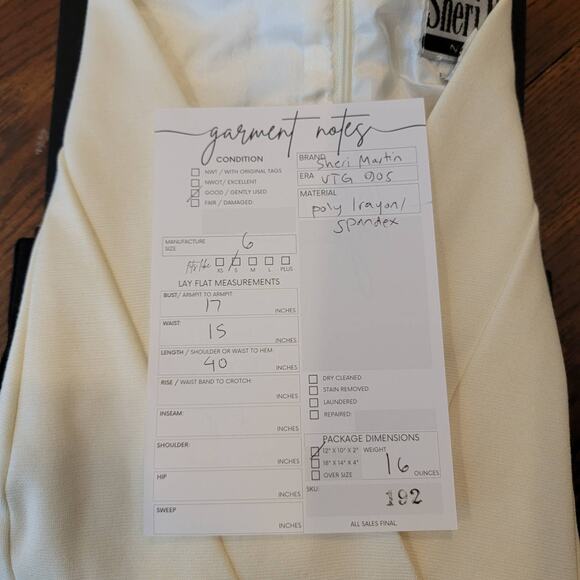 Sheri
garment notes
CONDITION
NWT / WITH ORIGINAL TAGS
NWOT / EXCELLENT
GOOD / GENTLY USED
FAIR / DAMAGED:
BRAND Sheri Martin
ERA VTG 90s
MATERIAL
poly/rayon/
spandex
MANUFACTURE
SIZE: 6
fits like XS S M L PLUS
LAY FLAT MEASUREMENTS
BUST/ ARMPIT TO ARMPIT:
17 INCHES
WAIST:
15 INCHES
LENGTH / SHOULDER OR WAIST TO HEM:
40 INCHES
RISE / WAIST BAND TO CROTCH:
INCHES
INSEAM:
INCHES
SHOULDER:
INCHES
HIP
INCHES
SWEEP
INCHES
DRY CLEANED
STAIN REMOVED
LAUNDERED
REPAIRED:
PACKAGE DIMENSIONS
12" X 10" X 2" WEIGHT
18" X 14" X 4"
OVER SIZE 16 OUNCES
SKU: 192
ALL SALES FINAL